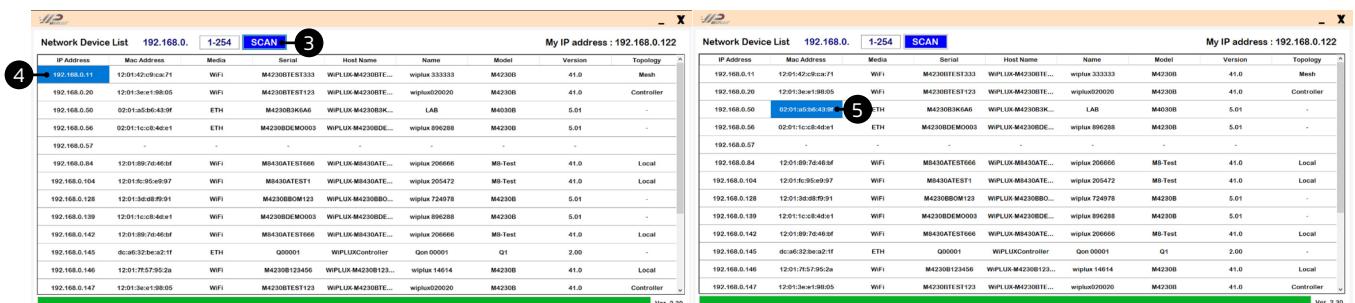 _ X
Network Device List 192.168.0. 1-254 SCAN 3 My IP address : 192.168.0.122
IP Address Mac Address Media Serial Host Name Name Model Version Topology
4 192.168.0.11 12:01:42:c9:ca:71 WiFi M4230BTEST333 WiPLUX-M4230BTE... wiplux 333333 M4230B 41.0 Mesh
192.168.0.20 12:01:3e:e1:98:05 WiFi M4230BTEST123 WiPLUX-M4230BTE... wiplux020020 M4230B 41.0 Controller
192.168.0.50 02:01:a5:b6:43:9f ETH M4230B3K6A6 WiPLUX-M4230B3K... LAB M4030B 5.01 -
192.168.0.56 02:01:1c:c8:4d:e1 ETH M4230BDEMO003 WiPLUX-M4230BDE... wiplux 896288 M4230B 5.01 -
192.168.0.57 - - - - - - - -
192.168.0.84 12:01:89:7d:46:bf WiFi M8430ATEST666 WiPLUX-M8430ATE... wiplux 206666 M8-Test 41.0 Local
192.168.0.104 12:01:fc:95:e9:97 WiFi M8430ATEST1 WiPLUX-M8430ATE... wiplux 205472 M8-Test 41.0 Local
192.168.0.128 12:01:3d:d8:f9:91 WiFi M4230BBOM123 WiPLUX-M4230BBO... wiplux 724978 M4230B 5.01 -
192.168.0.139 12:01:1c:c8:4d:e1 WiFi M4230BDEMO003 WiPLUX-M4230BDE... wiplux 896288 M4230B 5.01 -
192.168.0.142 12:01:89:7d:46:bf WiFi M8430ATEST666 WiPLUX-M8430ATE... wiplux 206666 M8-Test 41.0 Local
192.168.0.145 dc:a6:32:be:a2:1f ETH Q00001 WiPLUXController Qon 00001 Q1 2.00 -
192.168.0.146 12:01:7f:57:95:2a WiFi M4230B123456 WiPLUX-M4230B123... wiplux 14614 M4230B 41.0 Local
192.168.0.147 12:01:3e:e1:98:05 WiFi M4230BTEST123 WiPLUX-M4230BTE... wiplux020020 M4230B 41.0 Controller
_ X
Network Device List 192.168.0. 1-254 SCAN My IP address : 192.168.0.122
IP Address Mac Address Media Serial Host Name Name Model Version Topology
192.168.0.11 12:01:42:c9:ca:71 WiFi M4230BTEST333 WiPLUX-M4230BTE... wiplux 333333 M4230B 41.0 Mesh
192.168.0.20 12:01:3e:e1:98:05 WiFi M4230BTEST123 WiPLUX-M4230BTE... wiplux020020 M4230B 41.0 Controller
192.168.0.50 5 ETH M4230B3K6A6 WiPLUX-M4230B3K... LAB M4030B 5.01 -
192.168.0.56 02:01:1c:c8:4d:e1 ETH M4230BDEMO003 WiPLUX-M4230BDE... wiplux 896288 M4230B 5.01 -
192.168.0.57 - - - - - - - -
192.168.0.84 12:01:89:7d:46:bf WiFi M8430ATEST666 WiPLUX-M8430ATE... wiplux 206666 M8-Test 41.0 Local
192.168.0.104 12:01:fc:95:e9:97 WiFi M8430ATEST1 WiPLUX-M8430ATE... wiplux 205472 M8-Test 41.0 Local
192.168.0.128 12:01:3d:d8:f9:91 WiFi M4230BBOM123 WiPLUX-M4230BBO... wiplux 724978 M4230B 5.01 -
192.168.0.139 12:01:1c:c8:4d:e1 WiFi M4230BDEMO003 WiPLUX-M4230BDE... wiplux 896288 M4230B 5.01 -
192.168.0.142 12:01:89:7d:46:bf WiFi M8430ATEST666 WiPLUX-M8430ATE... wiplux 206666 M8-Test 41.0 Local
192.168.0.145 dc:a6:32:be:a2:1f ETH Q00001 WiPLUXController Qon 00001 Q1 2.00 -
192.168.0.146 12:01:7f:57:95:2a WiFi M4230B123456 WiPLUX-M4230B123... wiplux 14614 M4230B 41.0 Local
192.168.0.147 12:01:3e:e1:98:05 WiFi M4230BTEST123 WiPLUX-M4230BTE... wiplux020020 M4230B 41.0 Controller